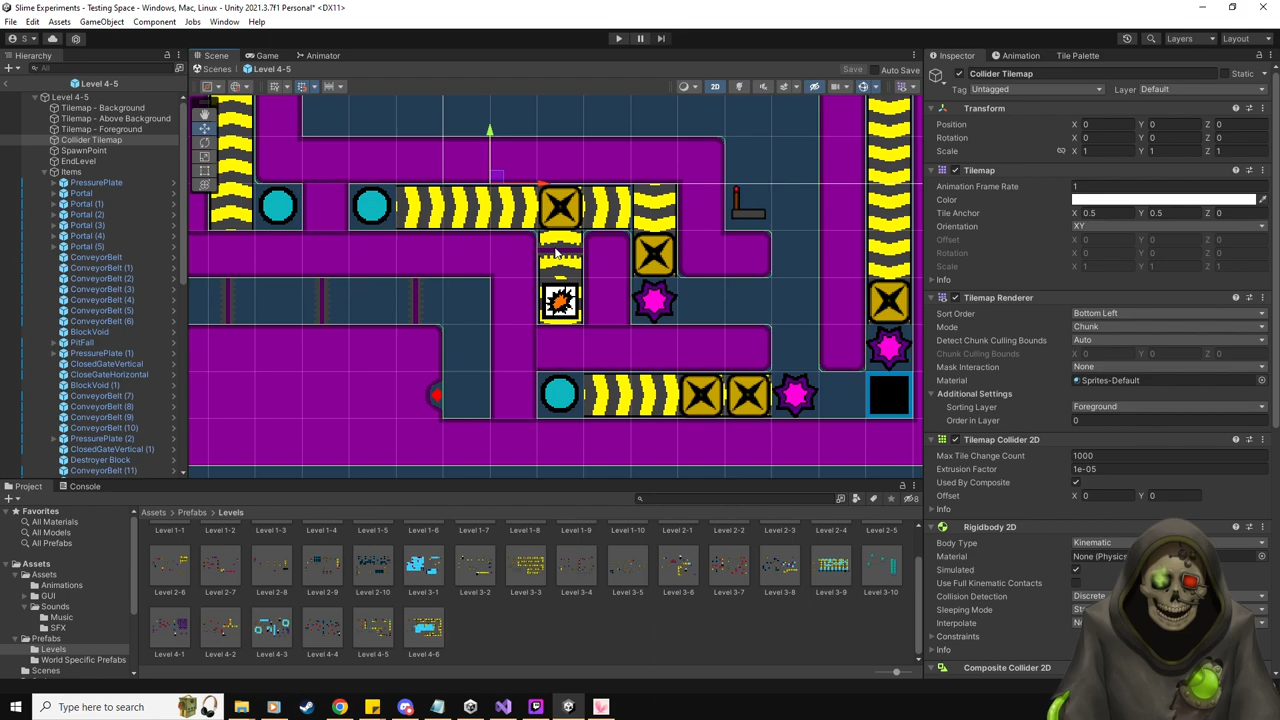 Slime Experiments - Testing Space - Windows, Mac, Linux - Unity 2021.3.7f1 Personal* <DX11>
File Edit Assets GameObject Component Jobs Window Help
S Layers Layout
Hierarchy
All
Level 4-5
Level 4-5
Tilemap - Background
Tilemap - Above Background
Tilemap - Foreground
Collider Tilemap
SpawnPoint
EndLevel
Items
PressurePlate
Portal
Portal (1)
Portal (2)
Portal (3)
Portal (4)
Portal (5)
ConveyorBelt
ConveyorBelt (1)
ConveyorBelt (2)
ConveyorBelt (3)
ConveyorBelt (4)
ConveyorBelt (5)
ConveyorBelt (6)
BlockVoid
PitFall
PressurePlate (1)
ClosedGateVertical
CloseGateHorizontal
BlockVoid (1)
ConveyorBelt (7)
ConveyorBelt (8)
ConveyorBelt (9)
ConveyorBelt (10)
PressurePlate (2)
ClosedGateVertical (1)
Destroyer Block
ConveyorBelt (11)
Scene Game Animator
Scenes Level 4-5 Save Auto Save
2D
Project Console
Favorites
All Materials
All Models
All Prefabs
Assets
Animations
GUI
Sounds
Music
SFX
Prefabs
Levels
World Specific Prefabs
Scenes
8
Assets > Prefabs > Levels
Level 1-1 Level 1-2 Level 1-3 Level 1-4 Level 1-5 Level 1-6 Level 1-7 Level 1-8 Level 1-9 Level 1-10 Level 2-1 Level 2-2 Level 2-3 Level 2-4 Level 2-5
Level 2-6 Level 2-7 Level 2-8 Level 2-9 Level 2-10 Level 3-1 Level 3-2 Level 3-3 Level 3-4 Level 3-5 Level 3-6 Level 3-7 Level 3-8 Level 3-9 Level 3-10
Level 4-1 Level 4-2 Level 4-3 Level 4-4 Level 4-5 Level 4-6
Inspector Animation Tile Palette
Collider Tilemap Static
Tag Untagged Layer Default
Transform
Position X 0 Y 0 Z 0
Rotation X 0 Y 0 Z 0
Scale X 1 Y 1 Z 1
Tilemap
Animation Frame Rate 1
Color
Tile Anchor X 0.5 Y 0.5 Z 0
Orientation XY
Offset X 0 Y 0 Z 0
Rotation X 0 Y 0 Z 0
Scale X 1 Y 1 Z 1
Info
Tilemap Renderer
Sort Order Bottom Left
Mode Chunk
Detect Chunk Culling Bounds Auto
Chunk Culling Bounds X 0 Y 0 Z 0
Mask Interaction None
Material Sprites-Default
Additional Settings
Sorting Layer Foreground
Order in Layer 0
Tilemap Collider 2D
Max Tile Change Count 1000
Extrusion Factor 1e-05
Used By Composite
Offset X 0 Y 0
Info
Rigidbody 2D
Body Type Kinematic
Material None (Physics
Simulated
Use Full Kinematic Contacts
Collision Detection Discrete
Sleeping Mode
Interpolate
Constraints
Info
Composite Collider 2D
Type here to search